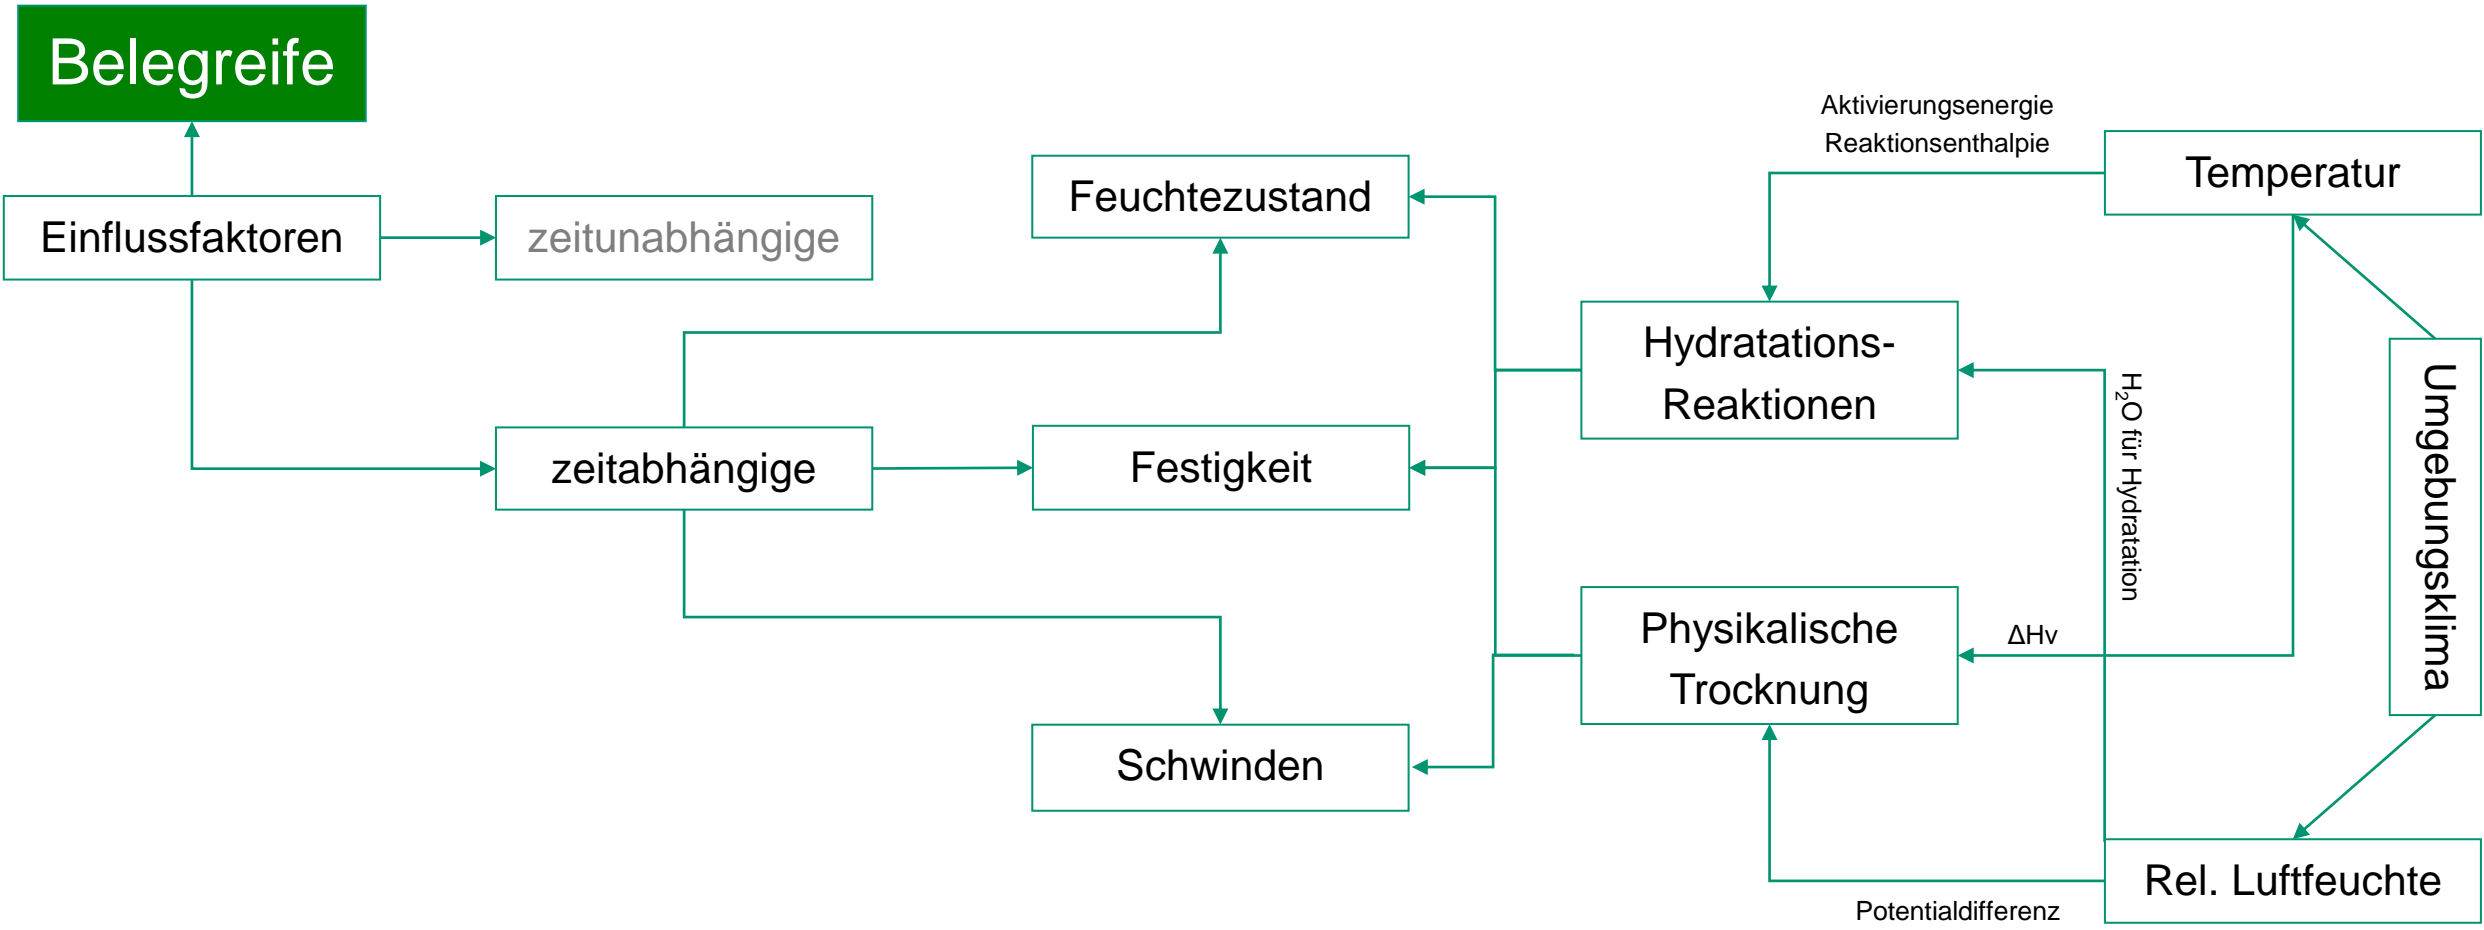 Belegreife
Einflussfaktoren
zeitunabhängige
zeitabhängige
Feuchtezustand
Festigkeit
Schwinden
Aktivierungsenergie
Reaktionsenthalpie
Hydratations-
Reaktionen
Physikalische
Trocknung
ΔHv
Potentialdifferenz
H₂O für Hydratation
Temperatur
Umgebungsklima
Rel. Luftfeuchte